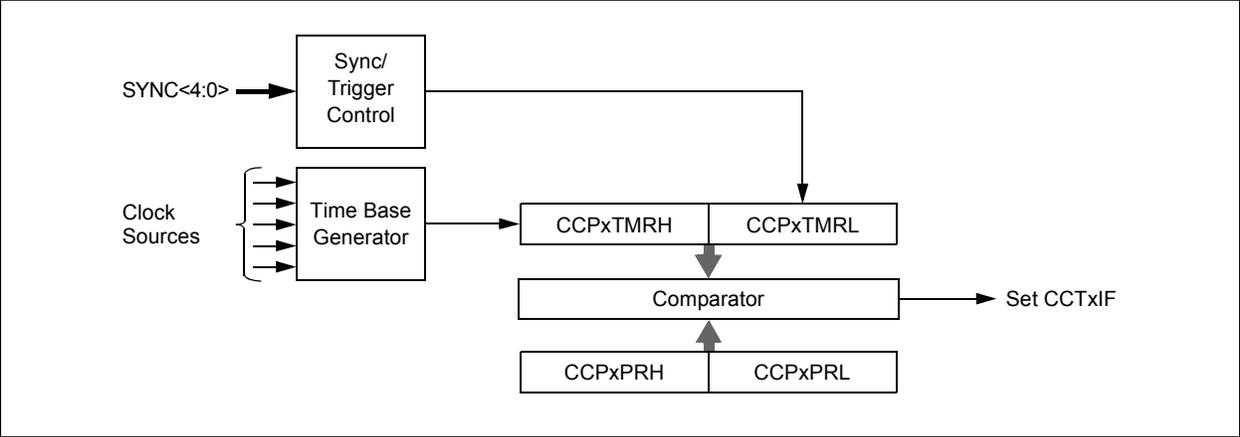 Sync/
Trigger
Control
SYNC<4:0>
Clock
Sources
Time Base
Generator
CCPxTMRH
CCPxTMRL
Comparator
Set CCTxIF
CCPxPRH
CCPxPRL